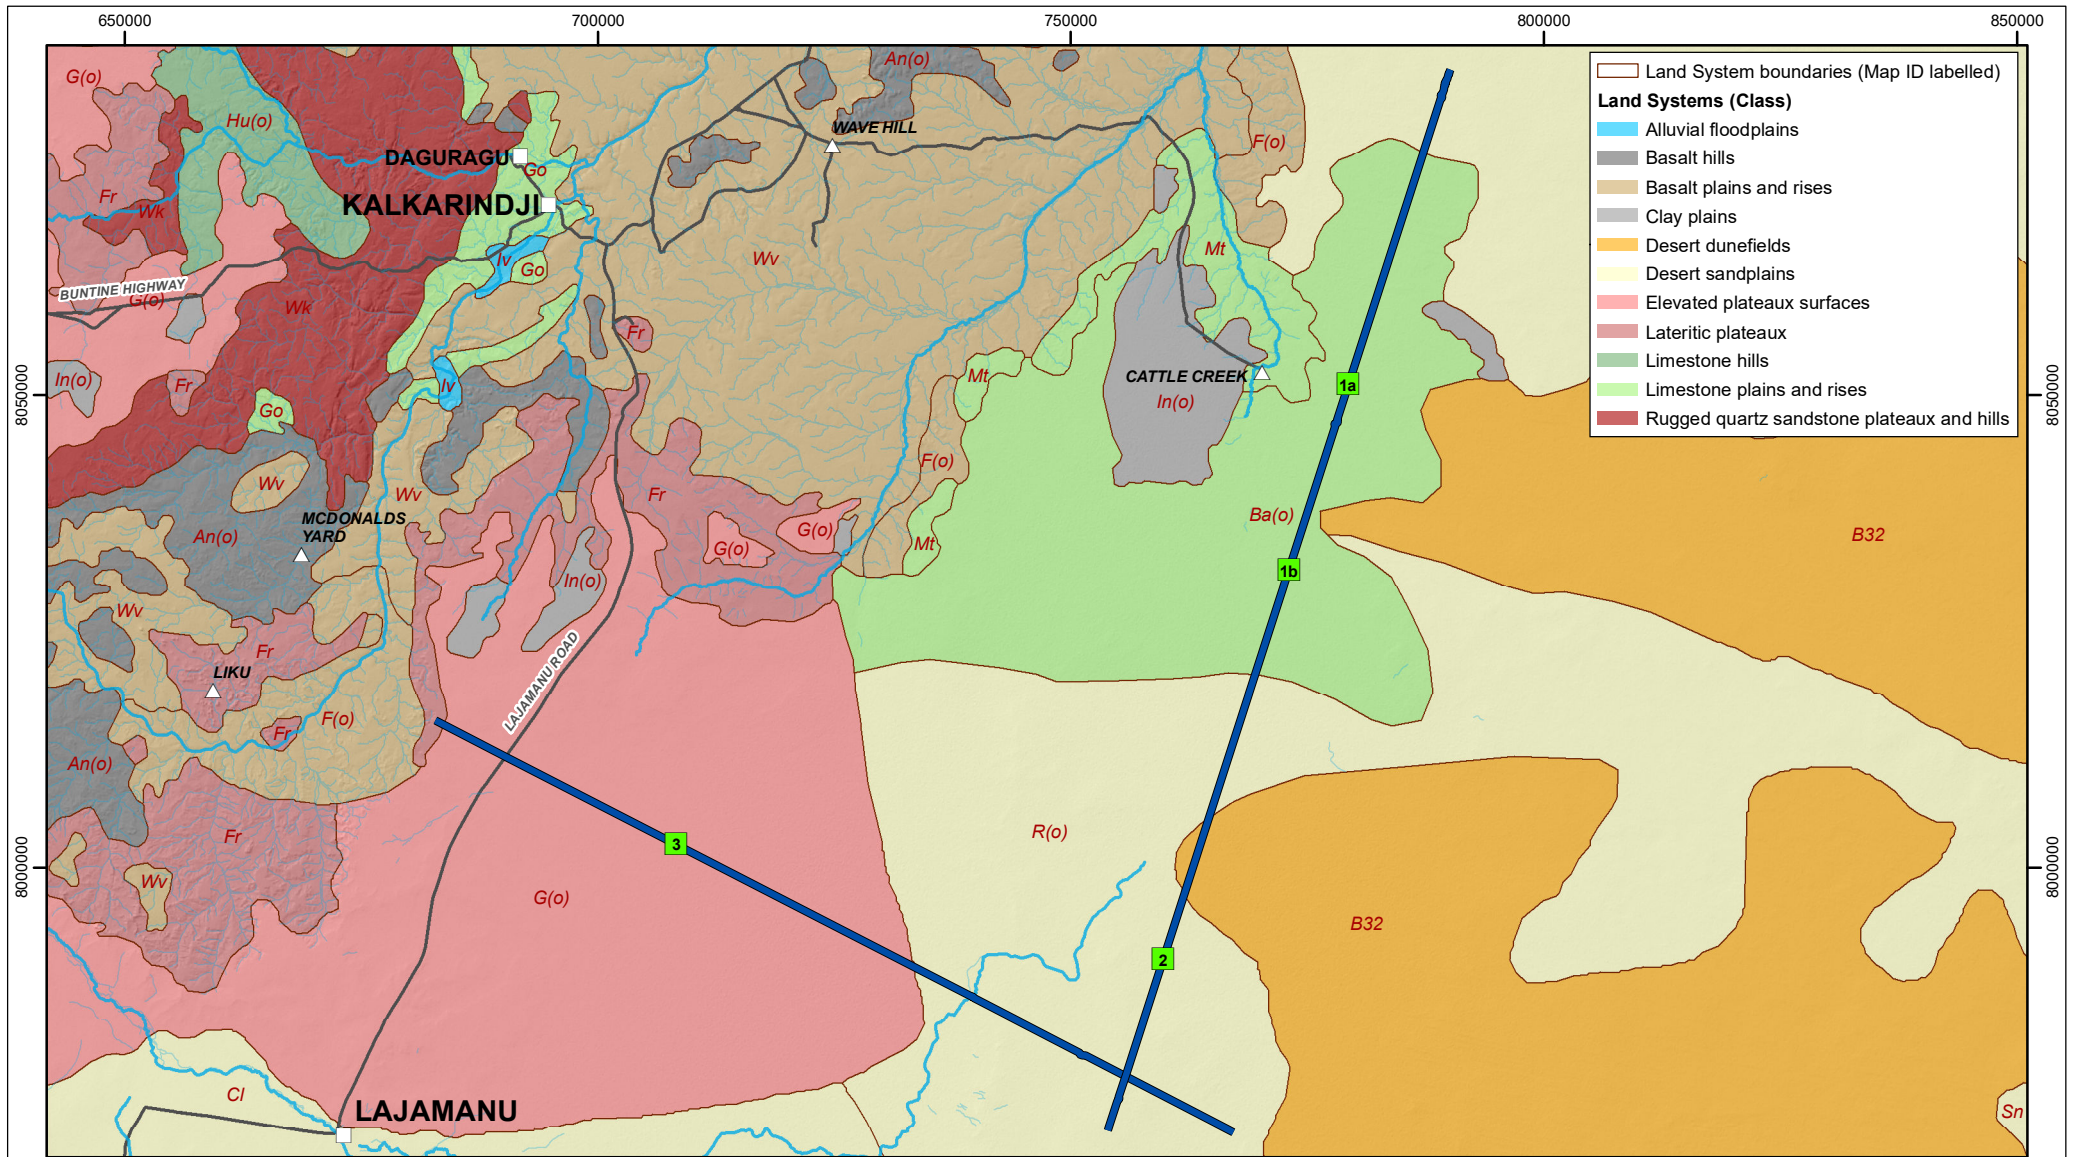 650000
700000
750000
800000
850000
Land System boundaries (Map ID labelled)
Land Systems (Class)
Alluvial floodplains
Basalt hills
Basalt plains and rises
Clay plains
Desert dunefields
Desert sandplains
Elevated plateaux surfaces
Lateritic plateaux
Limestone hills
Limestone plains and rises
Rugged quartz sandstone plateaux and hills
G(o)
An(o)
Hu(o)
WAVE HILL
F(o)
DAGURAGU
Go
Fr
Wk
KALKARINDJI
Mt
Wv
Iv
Go
BUNTINE HIGHWAY
G(o)
Wk
Fr
In(o)
Fr
Iv
Mt
CATTLE CREEK
1a
In(o)
8050000
8050000
Go
F(o)
Wv
Wv
Fr
MCDONALDS
YARD
An(o)
G(o)
G(o)
Mt
Ba(o)
B32
1b
In(o)
Wv
Fr
LIKU
LAJAMANU ROAD
F(o)
Fr
An(o)
Fr
3
R(o)
8000000
8000000
Wv
G(o)
B32
2
Cl
LAJAMANU
Sn